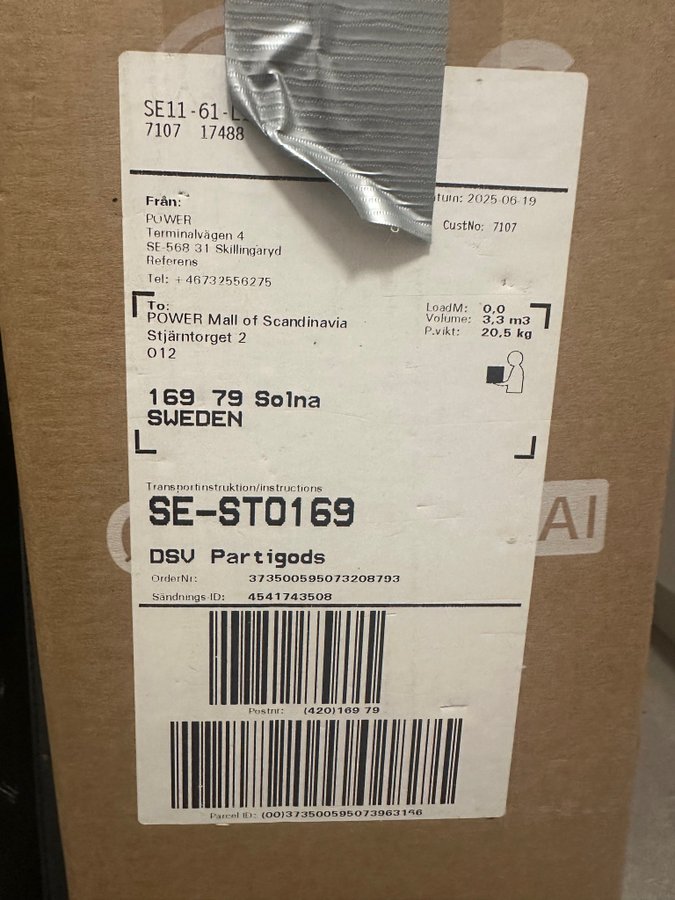 SE11-61-
7107 17488
Från:
POWER
Terminalvägen 4
SE-568 31 Skillingaryd
Referens
Tel: +46732556275
tum: 2025-06-19
CustNo: 7107
To:
POWER Mall of Scandinavia
Stjärntorget 2
012
169 79 Solna
SWEDEN
LoadM: 0,0
Volume: 3,3 m3
P.vikt: 20,5 kg
Transportinstruktion/instructions
SE-STO169
DSV Partigods
OrderNr: 373500595073208793
Sändnings-ID: 4541743508
Postnr: (420)169 79
Parcel ID: (00)373500595073963166
AI